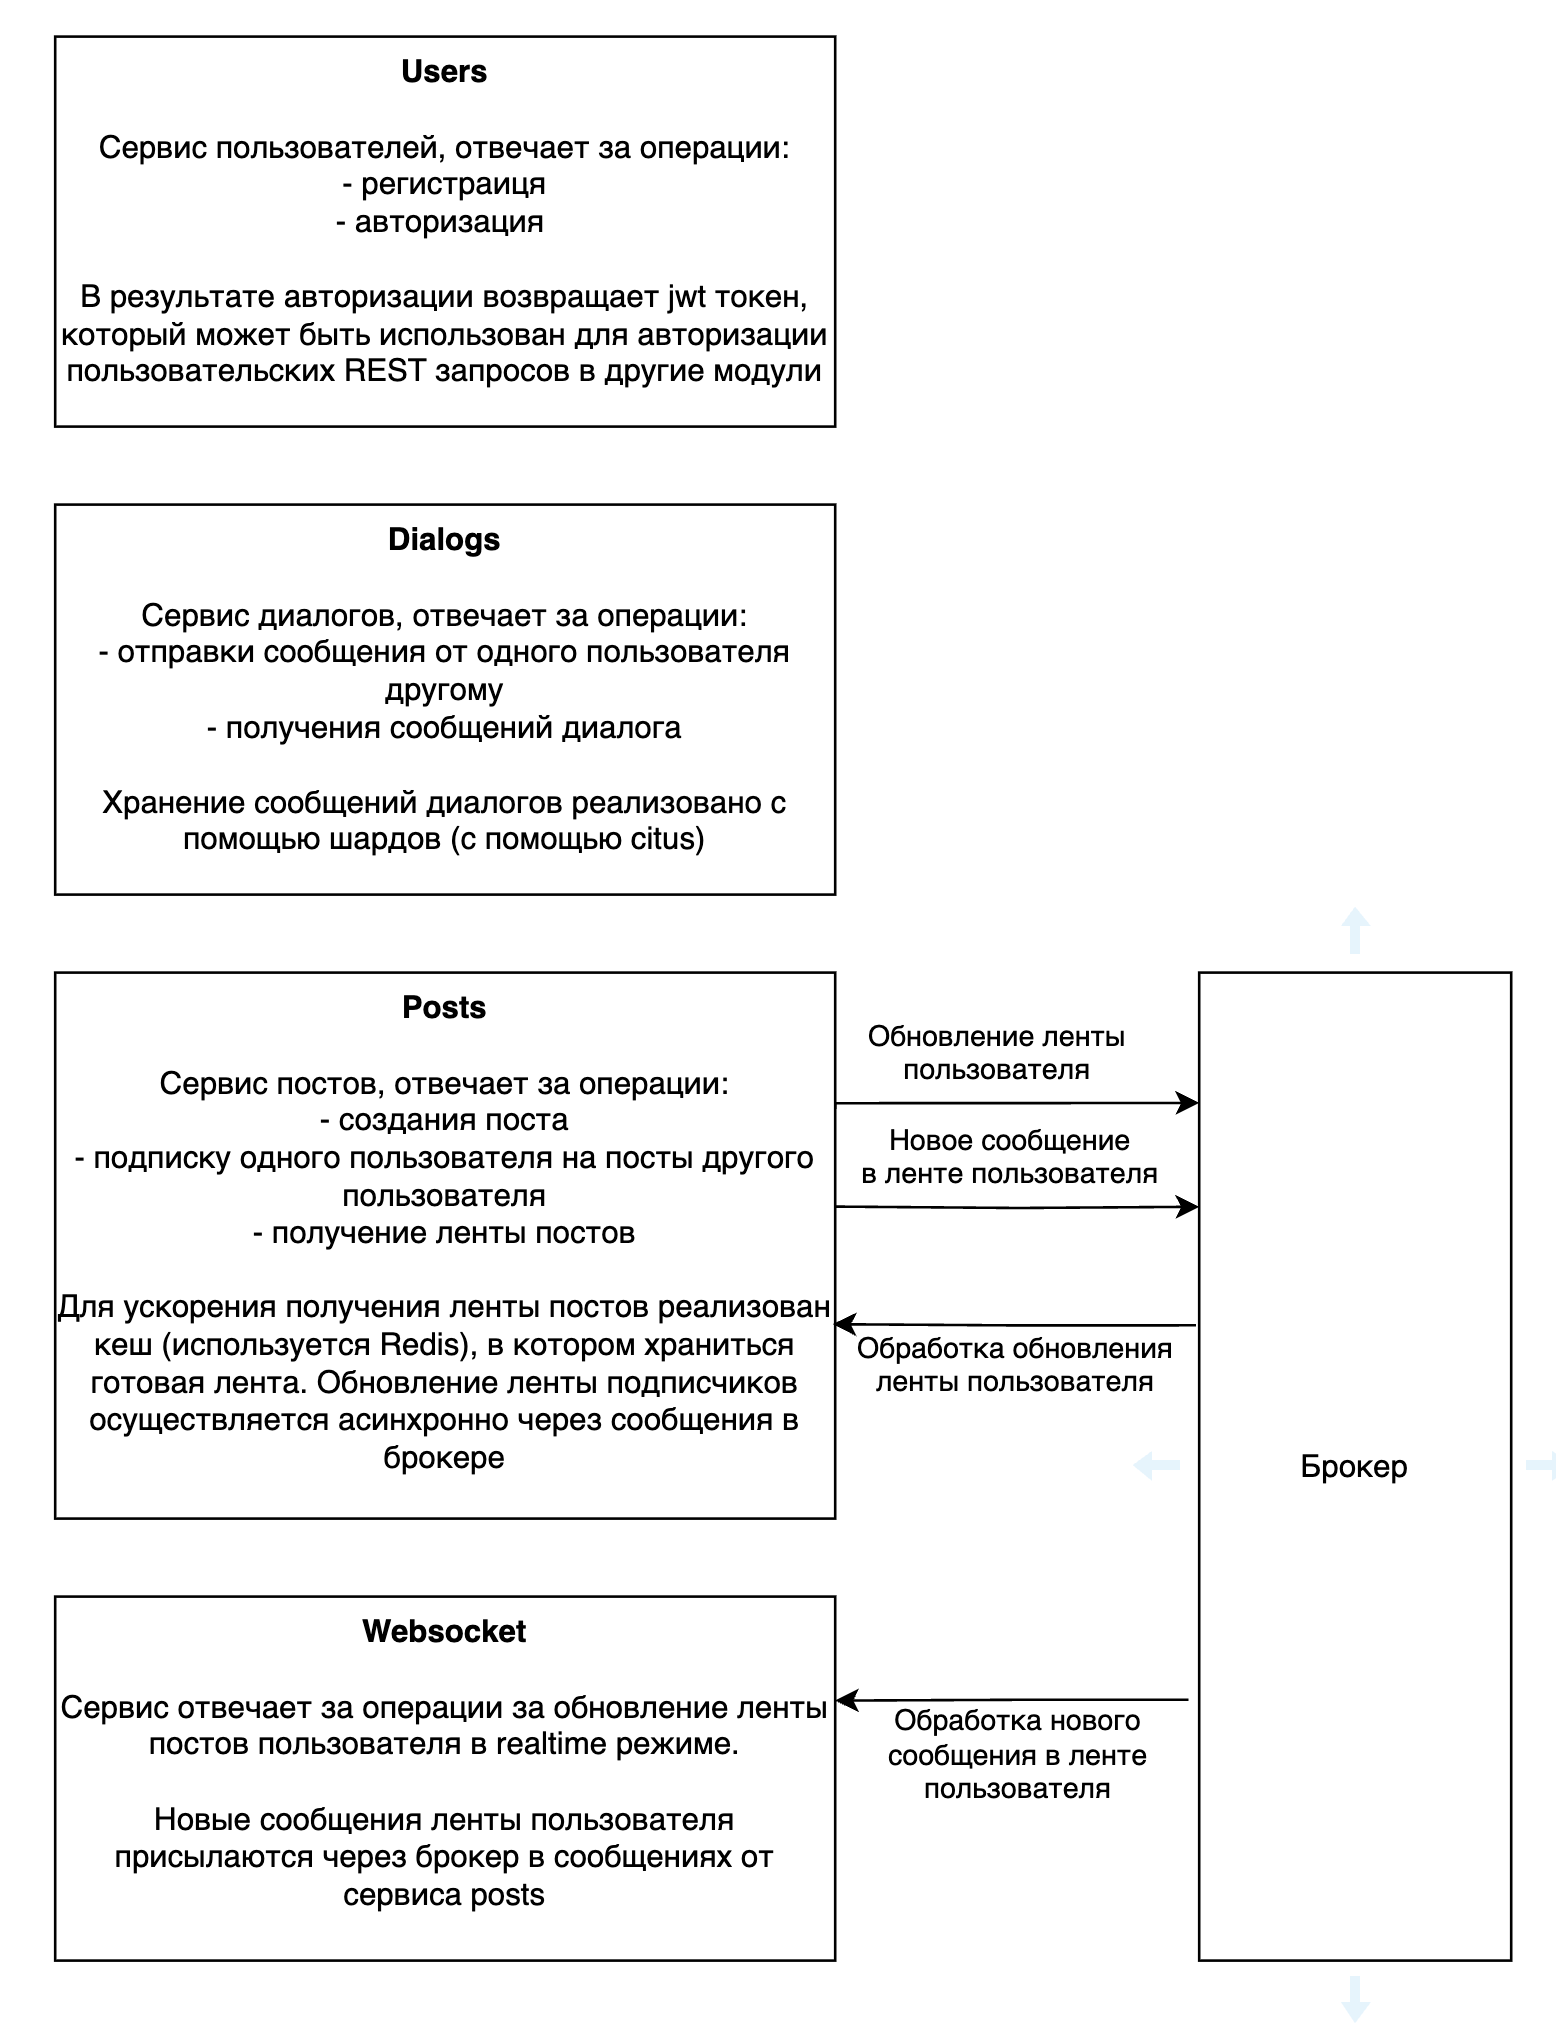 Users
Сервис пользователей, отвечает за операции:
- регистраиця
- авторизация
В результате авторизации возвращает jwt токен,
который может быть использован для авторизации
пользовательских REST запросов в другие модули
Dialogs
Сервис диалогов, отвечает за операции:
- отправки сообщения от одного пользователя
другому
- получения сообщений диалога
Хранение сообщений диалогов реализовано с
помощью шардов (с помощью citus)
Posts
Сервис постов, отвечает за операции:
- создания поста
- подписку одного пользователя на посты другого
пользователя
- получение ленты постов
Для ускорения получения ленты постов реализован
кеш (используется Redis), в котором храниться
готовая лента. Обновление ленты подписчиков
осуществляется асинхронно через сообщения в
брокере
Обновление ленты
пользователя
Новое сообщение
в ленте пользователя
Обработка обновления
ленты пользователя
Брокер
Websocket
Сервис отвечает за операции за обновление ленты
постов пользователя в realtime режиме.
Новые сообщения ленты пользователя
присылаются через брокер в сообщениях от
сервиса posts
Обработка нового
сообщения в ленте
пользователя